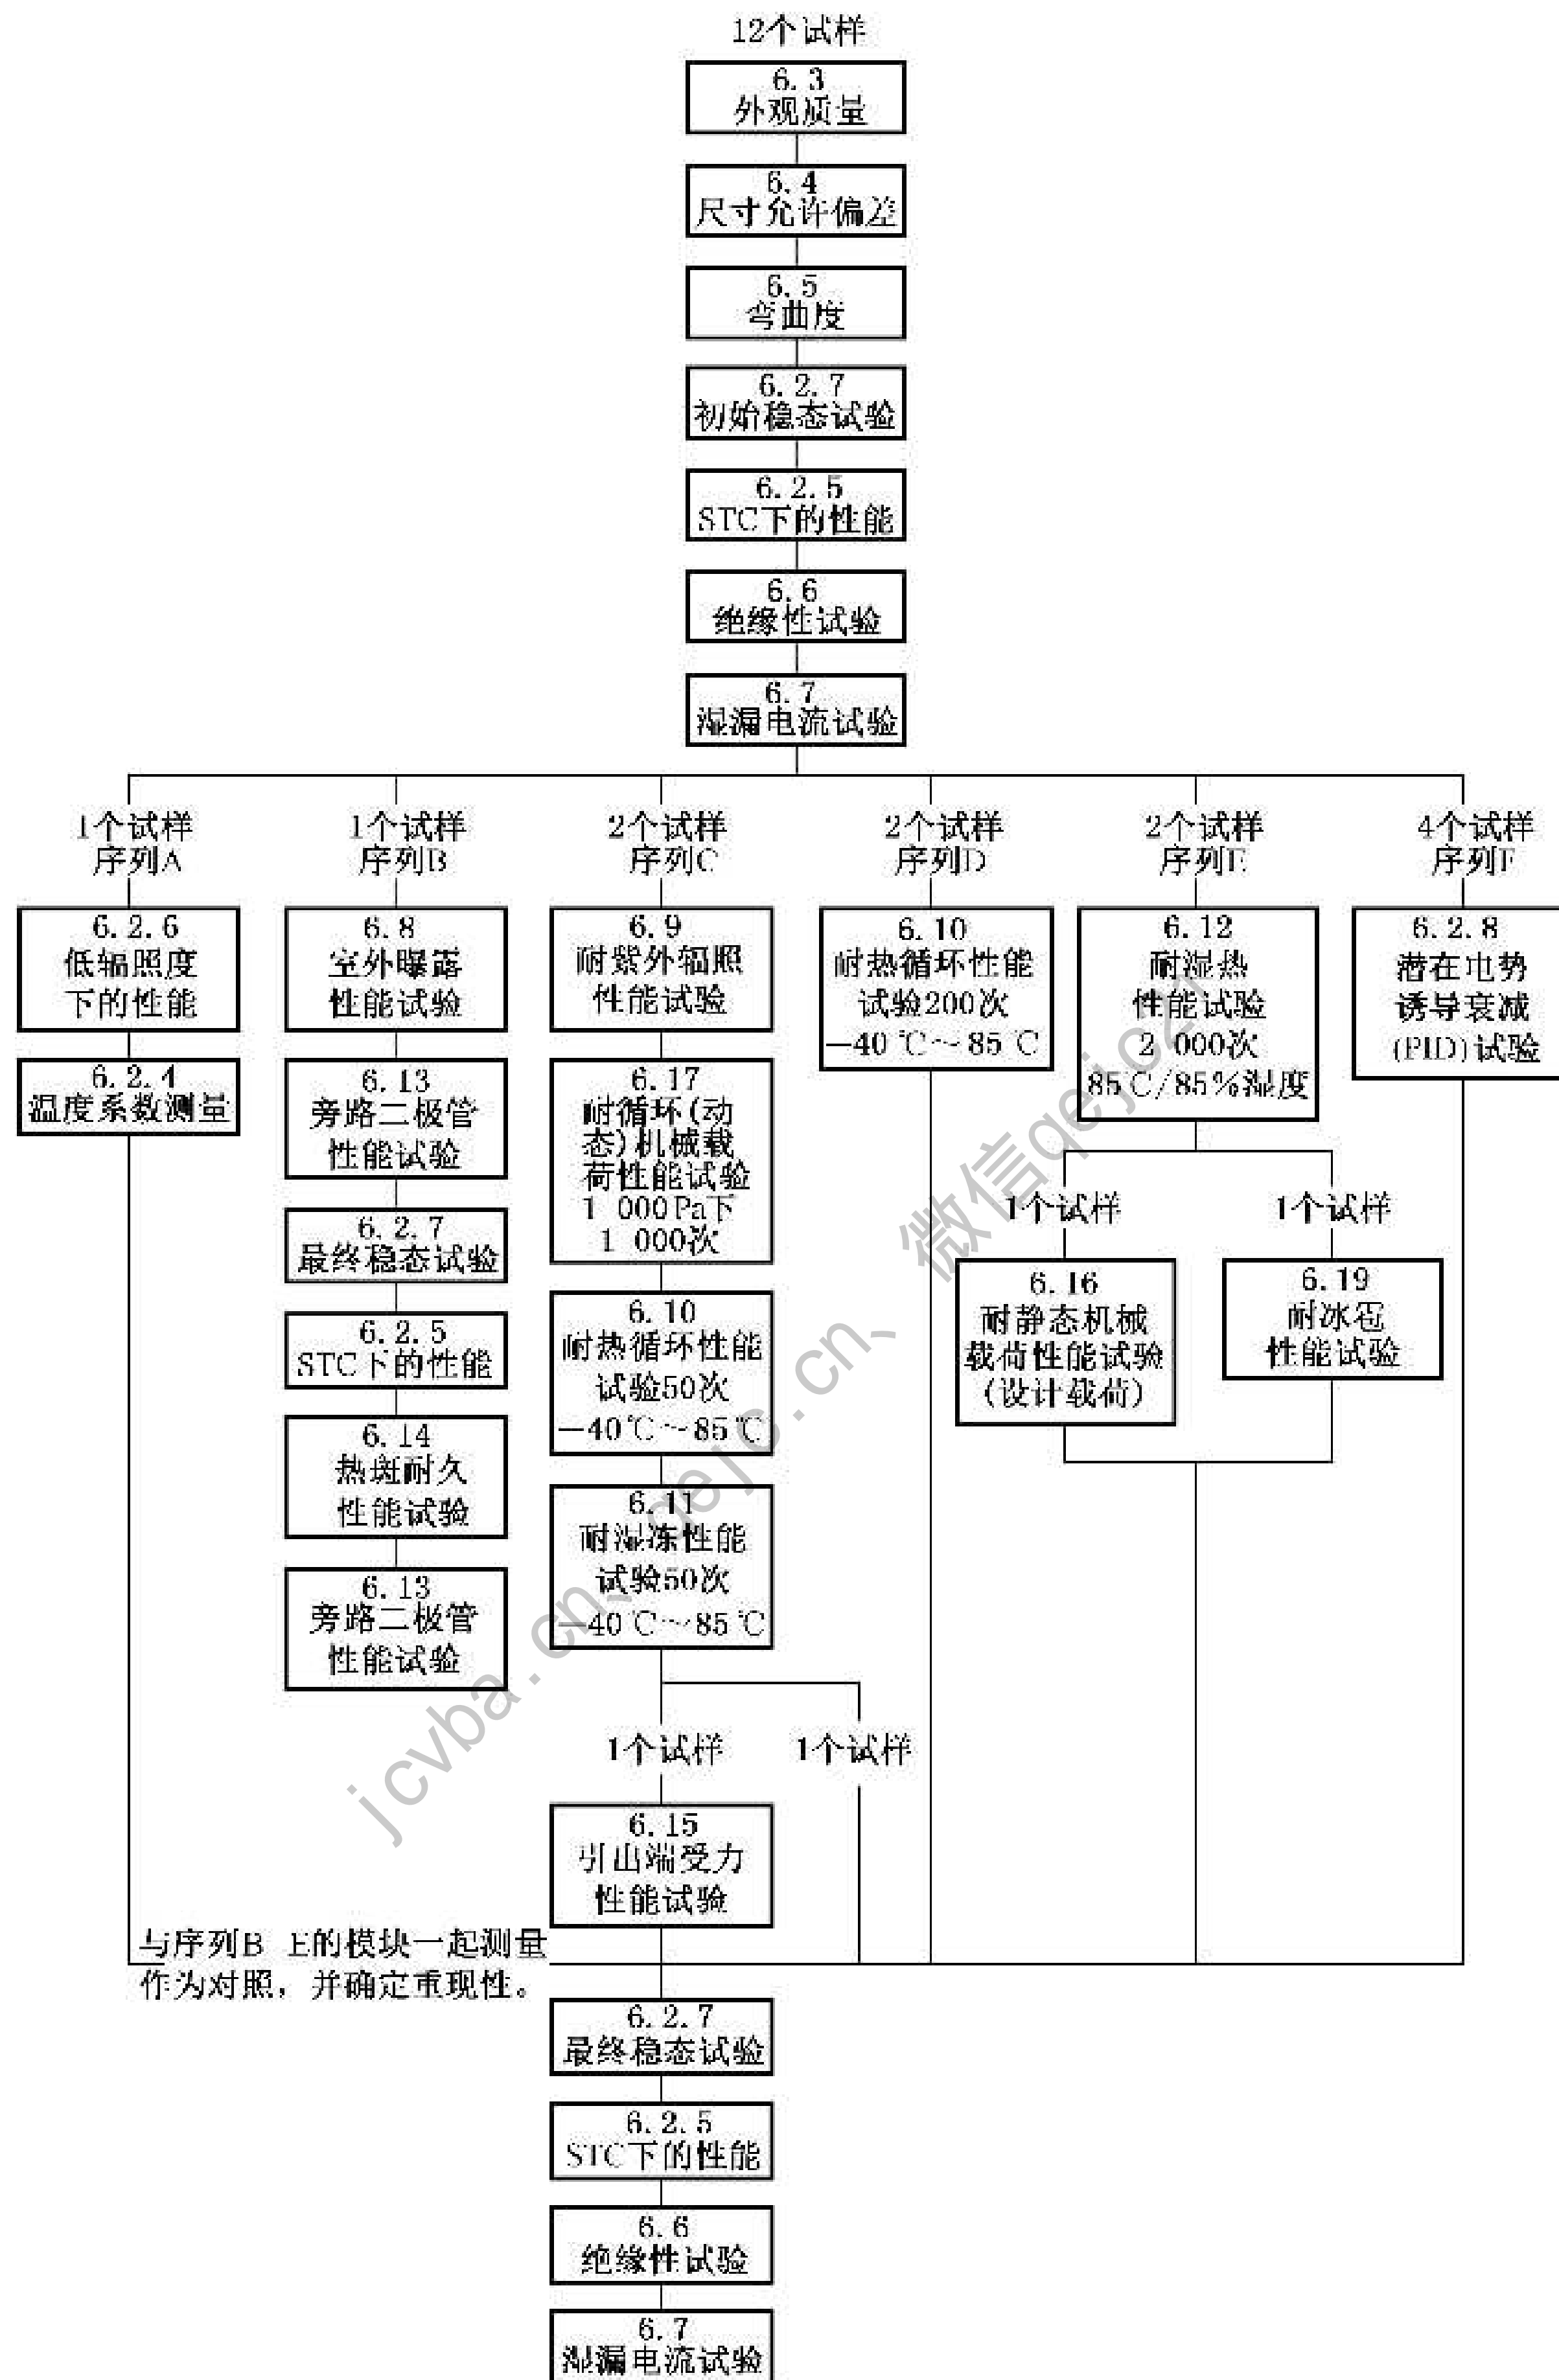 12个试样
6.3
外观质量
6.4
尺寸允许偏差
6.5
弯曲度
6.2.7
初始稳态试验
6.2.5
STC下的性能
6.6
绝缘性试验
6.7
湿漏电流试验
1个试样
序列A
6.2.6
低辐照度
下的性能
6.2.4
温度系数测量
1个试样
序列B
6.8
室外曝露
性能试验
6.13
旁路二极管
性能试验
6.2.7
最终稳态试验
6.2.5
STC下的性能
6.14
热斑耐久
性能试验
6.13
旁路二极管
性能试验
2个试样
序列C
6.9
耐紫外辐照
性能试验
6.17
耐循环(动
态)机械载
荷性能试验
1 000Pa下
1 000次
6.10
耐热循环性能
试验50次
—40℃～85℃
6.11
耐湿冻性能
试验50次
—40℃～85℃
1个试样
1个试样
6.15
引出端受力
性能试验
2个试样
序列D
6.10
耐热循环性能
试验200次
—40℃～85℃
2个试样
序列E
6.12
耐湿热
性能试验
2 000次
85℃/85%湿度
1个试样
6.16
耐静态机械
载荷性能试验
(设计载荷)
1个试样
6.19
耐冰雹
性能试验
4个试样
序列F
6.2.8
潜在电势
诱导衰减
(PID)试验
与序列B E的模块一起测量
作为对照，并确定重现性。
6.2.7
最终稳态试验
6.2.5
STC下的性能
6.6
绝缘性试验
6.7
湿漏电流试验
jcvba.cn、qejc.cn、微信qejc21